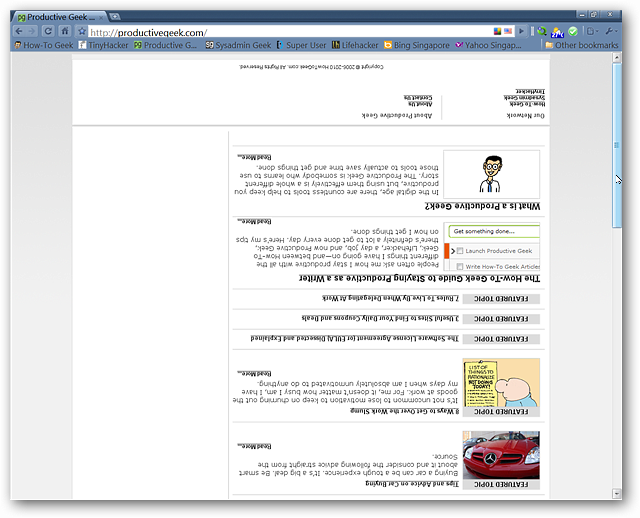 pg Productive Geek ...
http://productivegeek.com/
How-To Geek TinyHacker pg Productive G... SG Sysadmin Geek Super User Lifehacker Bing Singapore Yahoo Singap... Other bookmarks
FEATURED TOPIC
Tips and Advice on Car Buying
Buying a car can be a tough experience. It's a big deal. Be smart
about it and consider the following advice straight from the
Source.
Read More...
FEATURED TOPIC
8 Ways to Get Over the Work Slump
It's not uncommon to lose motivation to keep on churning out the
goods at work. For me, it doesn't matter how busy I am, I have
my days when I am absolutely unmotivated to do anything.
Read More...
LIST OF
THINGS TO
RATIONALIZE
NOT DOING
TODAY!
FEATURED TOPIC
The Software License Agreement (or EULA) Dissected and Explained
FEATURED TOPIC
3 Useful Sites to Find Your Daily Coupons and Deals
FEATURED TOPIC
7 Rules To Live By When Delegating At Work
The How-To Geek Guide to Staying Productive as a Writer
People often ask me how I stay productive with all the
different things I have going on—and between How-To
Geek, Lifehacker, a day job, and now Productive Geek,
there's definitely a lot to get done every day. Here's my tips
on how I get things done.
Read More...
Get something done...
Launch Productive Geek
Write How-To Geek Articles
What is a Productive Geek?
In the digital age, there are countless tools to help keep you
productive, but using them effectively is a whole different
story. The Productive Geek is somebody who learns to use
those tools to actually save time and get things done.
Read More...
Our Network
How-To Geek
Sysadmin Geek
TinyHacker
About Productive Geek
About Us
Contact Us
Copyright © 2006-2010 HowToGeek.com. All Rights Reserved.